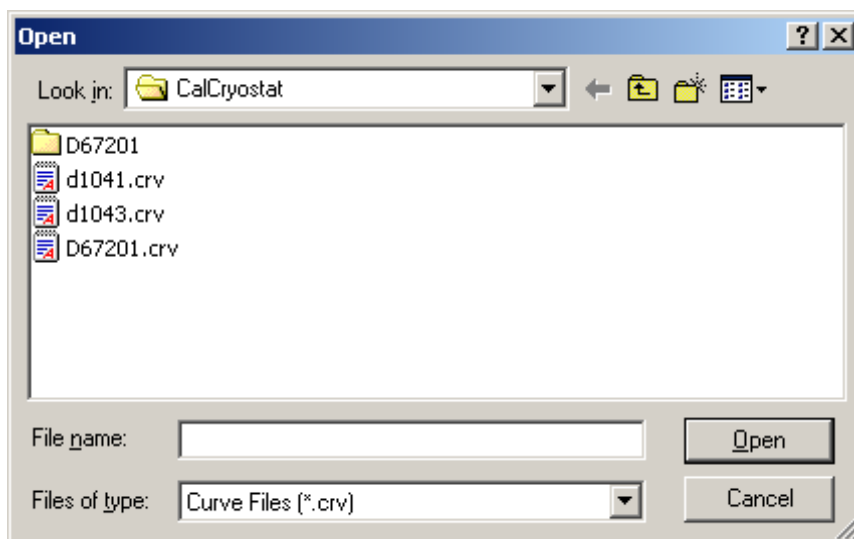 Open
Look in: CalCryostat
D67201
d1041.crv
d1043.crv
D67201.crv
File name: Open
Files of type: Curve Files (*.crv) Cancel